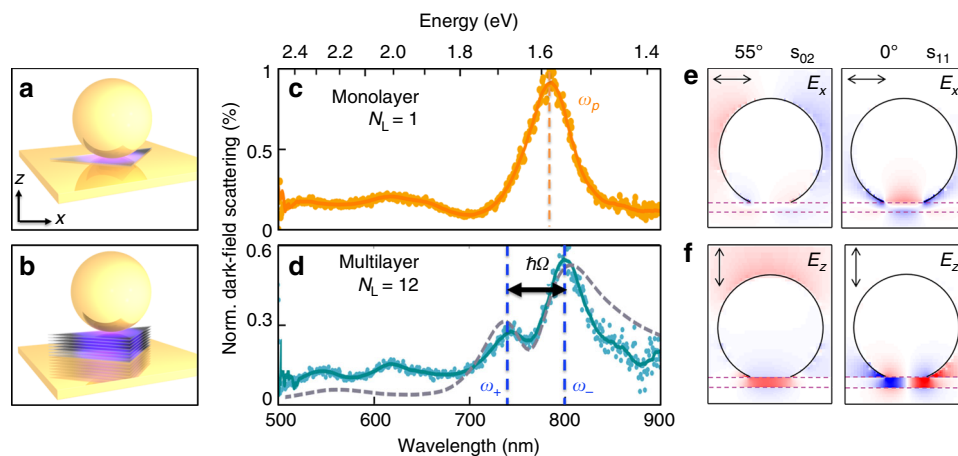 Energy (eV)
2.4 2.2 2.0 1.8 1.6 1.4
a
z
x
b
Norm. dark-field scattering (%)
1
0.5
0
c
Monolayer
N_L = 1
ω_p
0.6
0.3
0
d
Multilayer
N_L = 12
ℏΩ
ω_+
ω_−
500 600 700 800 900
Wavelength (nm)
55° s_02
0° s_11
e
E_x
E_x
f
E_z
E_z